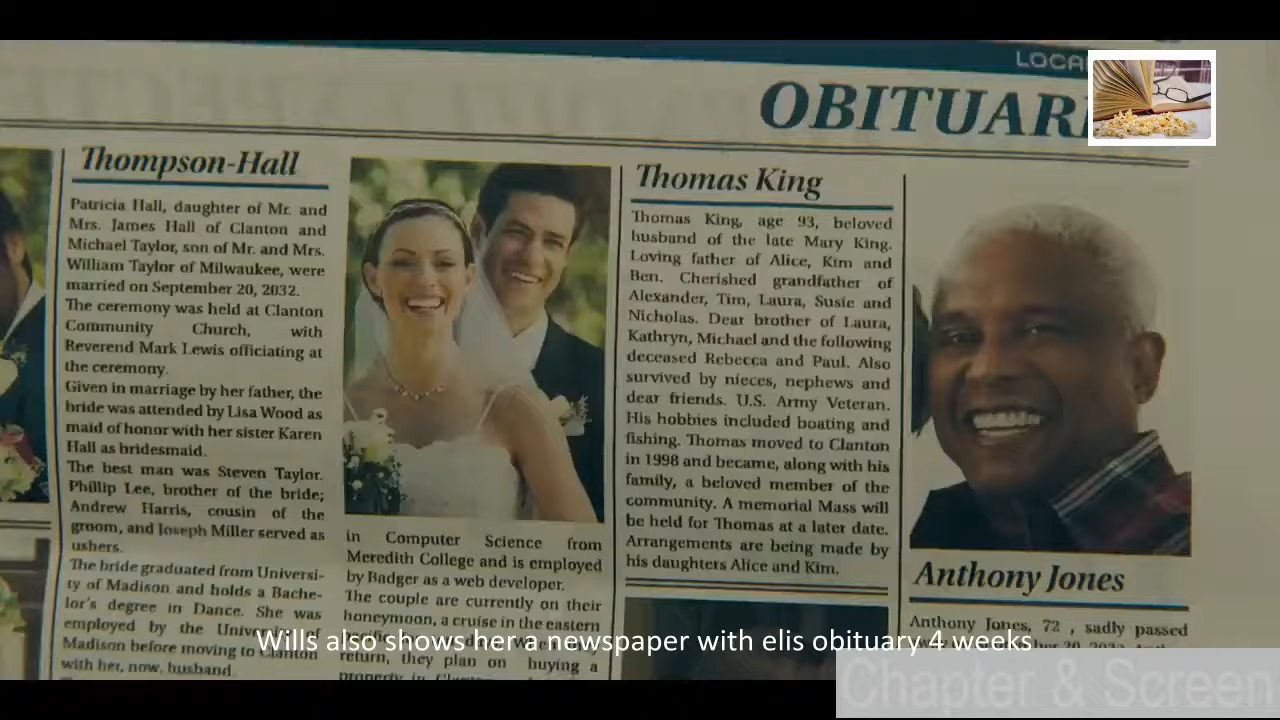 LOCA
OBITUARI
Thompson-Hall
Patricia Hall, daughter of Mr. and
Mrs. James Hall of Clanton and
Michael Taylor, son of Mr. and Mrs.
William Taylor of Milwaukee, were
married on September 20, 2032.
The ceremony was held at Clanton
Community Church, with
Reverend Mark Lewis officiating at
the ceremony.
Given in marriage by her father, the
bride was attended by Lisa Wood as
maid of honor with her sister Karen
Hall as bridesmaid.
The best man was Steven Taylor.
Phillip Lee, brother of the bride;
Andrew Harris, cousin of the
groom, and Joseph Miller served as
ushers.
The bride graduated from Universi-
ty of Madison and holds a Bache-
lor's degree in Dance. She was
employed by the University of
Madison before moving to Clanton
with her, now, husband.
in Computer Science from
Meredith College and is employed
by Badger as a web developer.
The couple are currently on their
honeymoon, a cruise in the eastern
return, they plan on buying a
property in
Thomas King
Thomas King, age 93, beloved
husband of the late Mary King.
Loving father of Alice, Kim and
Ben. Cherished grandfather of
Alexander, Tim, Laura, Susie and
Nicholas. Dear brother of Laura,
Kathryn, Michael and the following
deceased Rebecca and Paul. Also
survived by nieces, nephews and
dear friends. U.S. Army Veteran.
His hobbies included boating and
fishing. Thomas moved to Clanton
in 1998 and became, along with his
family, a beloved member of the
community. A memorial Mass will
be held for Thomas at a later date.
Arrangements are being made by
his daughters Alice and Kim.
Anthony Jones
Anthony Jones, 72 , sadly passed
Wills also shows her a newspaper with elis obituary 4 weeks
Chapter & Screen